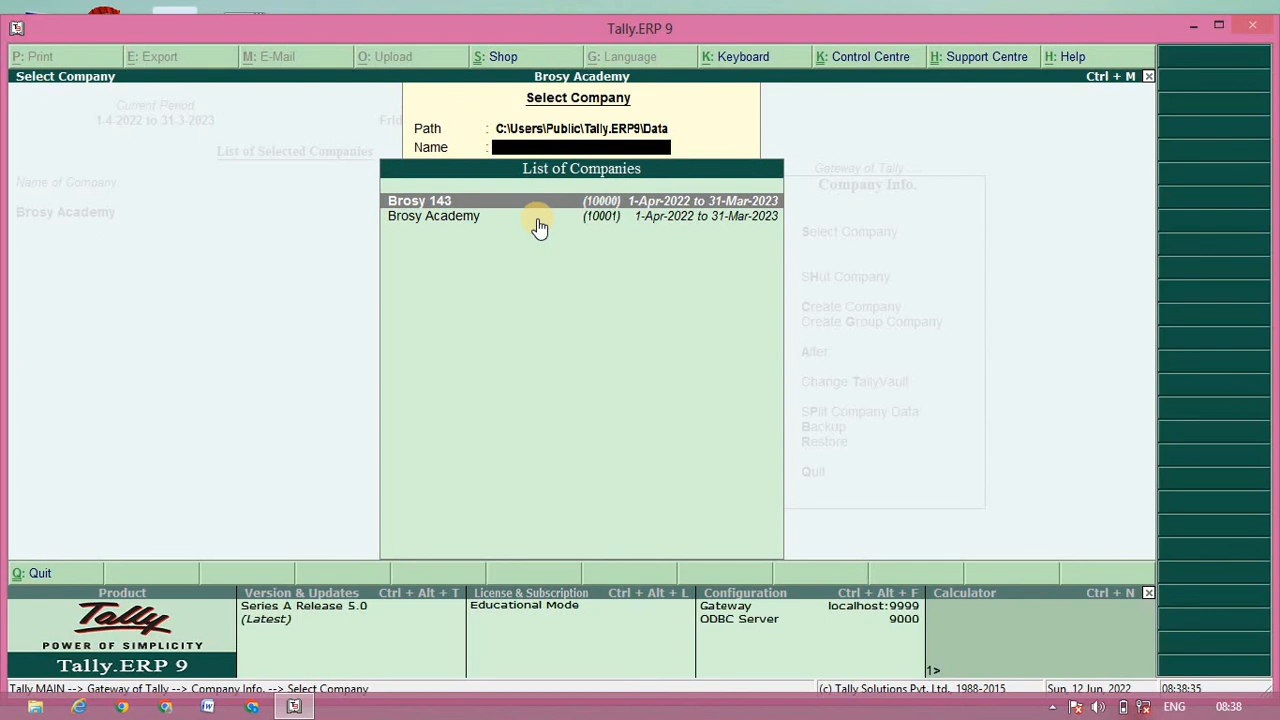 Tally.ERP 9
P: Print E: Export M: E-Mail O: Upload S: Shop G: Language K: Keyboard K: Control Centre H: Support Centre H: Help
Select Company Brosy Academy Ctrl + M
Current Period
1-4-2022 to 31-3-2023
List of Selected Companies
Name of Company
Brosy Academy
Select Company
Path : C:\Users\Public\Tally.ERP9\Data
Name :
List of Companies
Brosy 143 (10000) 1-Apr-2022 to 31-Mar-2023
Brosy Academy (10001) 1-Apr-2022 to 31-Mar-2023
Gateway of Tally .....
Company Info.
Select Company
SHut Company
Create Company
Create Group Company
Alter
Change TallyVault
SPlit Company Data
Backup
Restore
Quit
Q: Quit
Product
Tally
POWER OF SIMPLICITY
Tally.ERP 9
Version & Updates Ctrl + Alt + T
Series A Release 5.0
(Latest)
License & Subscription Ctrl + Alt + L
Educational Mode
Configuration Ctrl + Alt + F
Gateway localhost:9999
ODBC Server 9000
Calculator Ctrl + N
1>
Tally MAIN --> Gateway of Tally --> Company Info. --> Select Company (c) Tally Solutions Pvt. Ltd., 1988-2015 Sun, 12 Jun, 2022 08:38:35
ENG 08:38